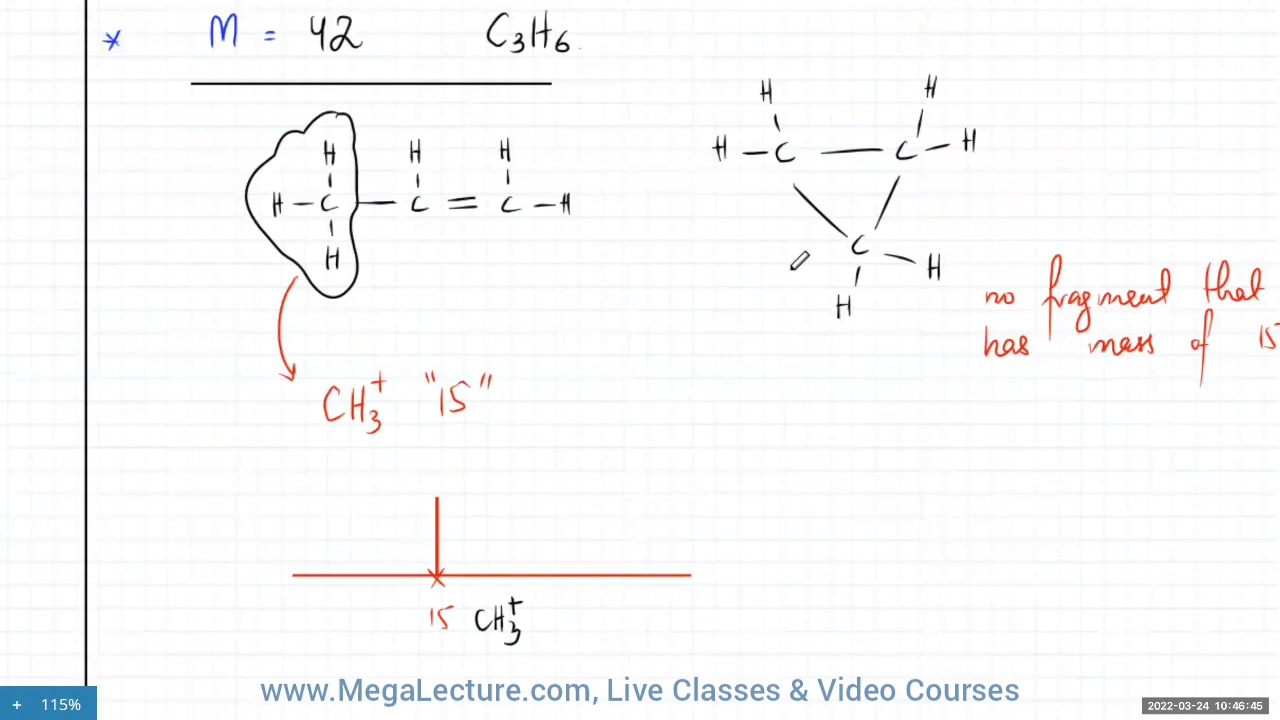 * M = 42 C₃H₆
H H H
H – C – C = C – H
H
H H
H – C – C – H
C
H H
no fragment that
has mass of 15
CH₃⁺ "15"
15 CH₃⁺
www.MegaLecture.com, Live Classes & Video Courses
+ 115%
2022-03-24 10:46:45